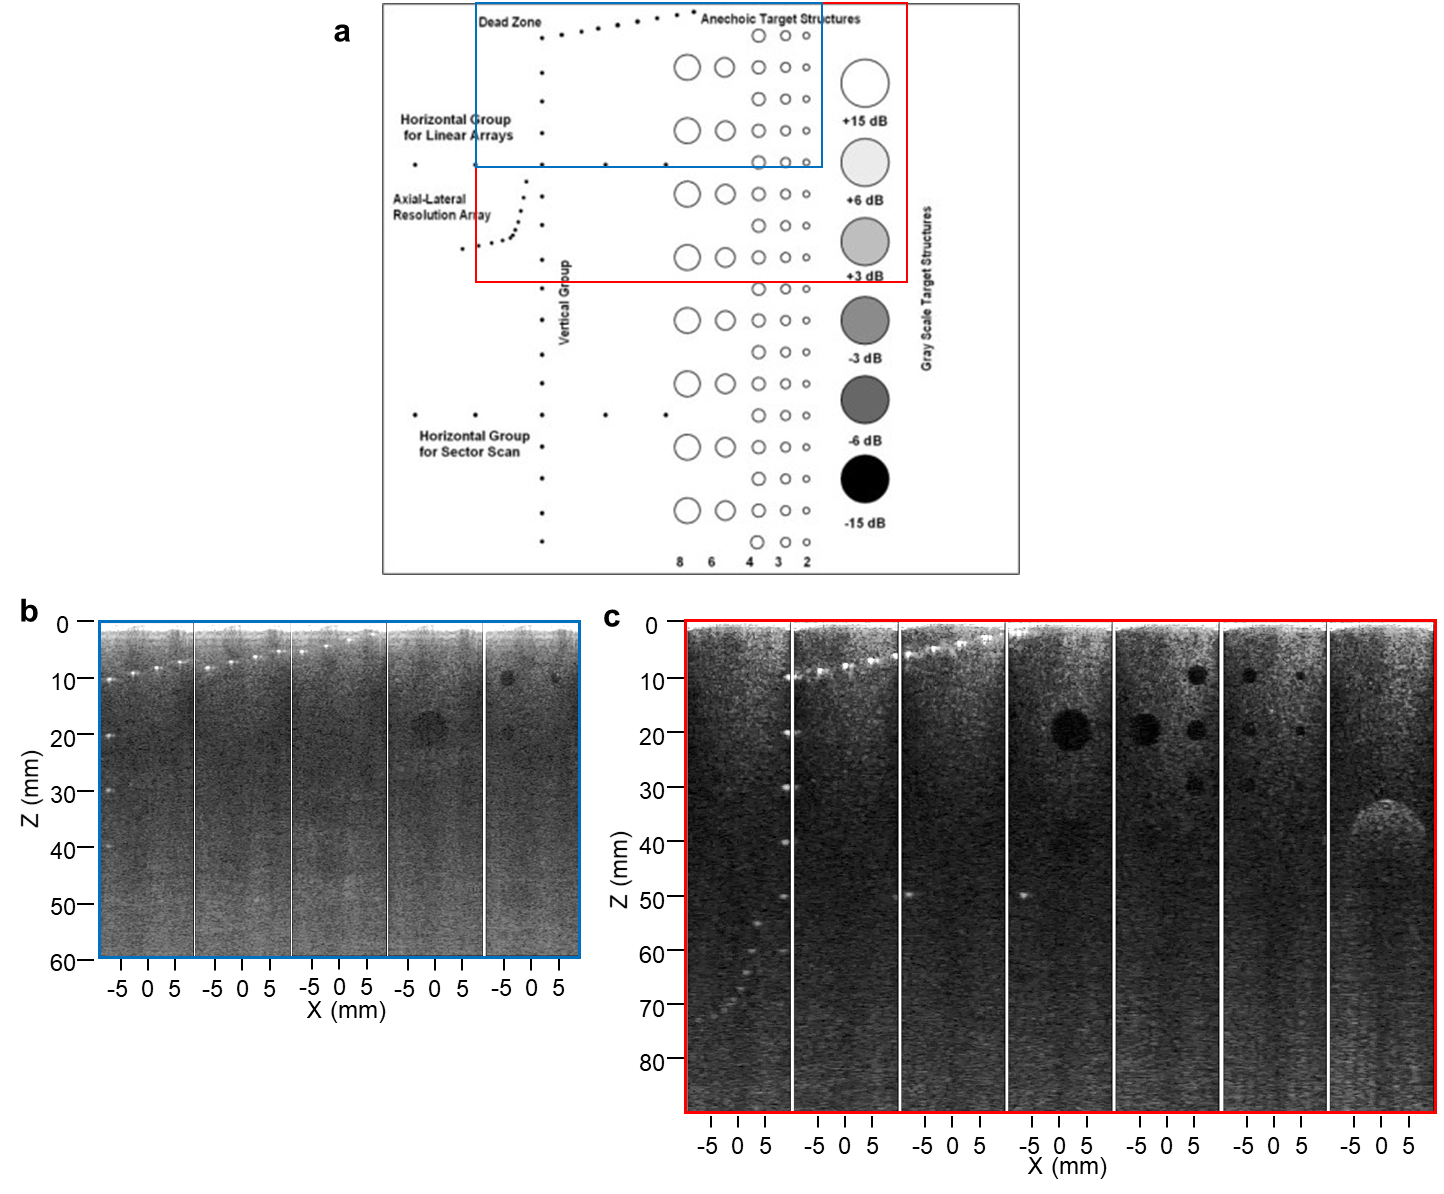 a
Dead Zone
Anechoic Target Structures
Horizontal Group
for Linear Arrays
Axial-Lateral
Resolution Array
Vertical Group
Horizontal Group
for Sector Scan
8 6 4 3 2
+15 dB
+6 dB
+3 dB
-3 dB
-6 dB
-15 dB
Gray Scale Target Structures
b
0
10
20
30
40
50
60
Z (mm)
-5 0 5 -5 0 5 -5 0 5 -5 0 5 -5 0 5
X (mm)
c
0
10
20
30
40
50
60
70
80
Z (mm)
-5 0 5 -5 0 5 -5 0 5 -5 0 5 -5 0 5 -5 0 5 -5 0 5
X (mm)